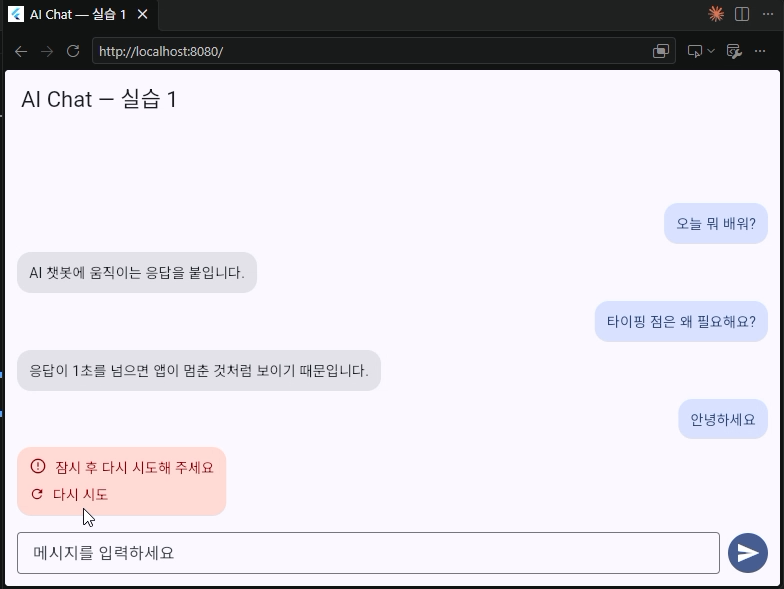 AI Chat — 실습 1
http://localhost:8080/
AI Chat — 실습 1
오늘 뭐 배워?
AI 챗봇에 움직이는 응답을 붙입니다.
타이핑 점은 왜 필요해요?
응답이 1초를 넘으면 앱이 멈춘 것처럼 보이기 때문입니다.
안녕하세요
잠시 후 다시 시도해 주세요
다시 시도
메시지를 입력하세요